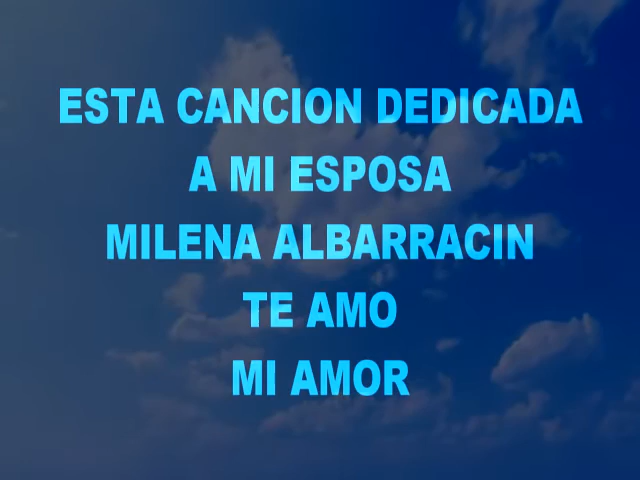 ESTA CANCION DEDICADA
A MI ESPOSA
MILENA ALBARRACIN
TE AMO
MI AMOR